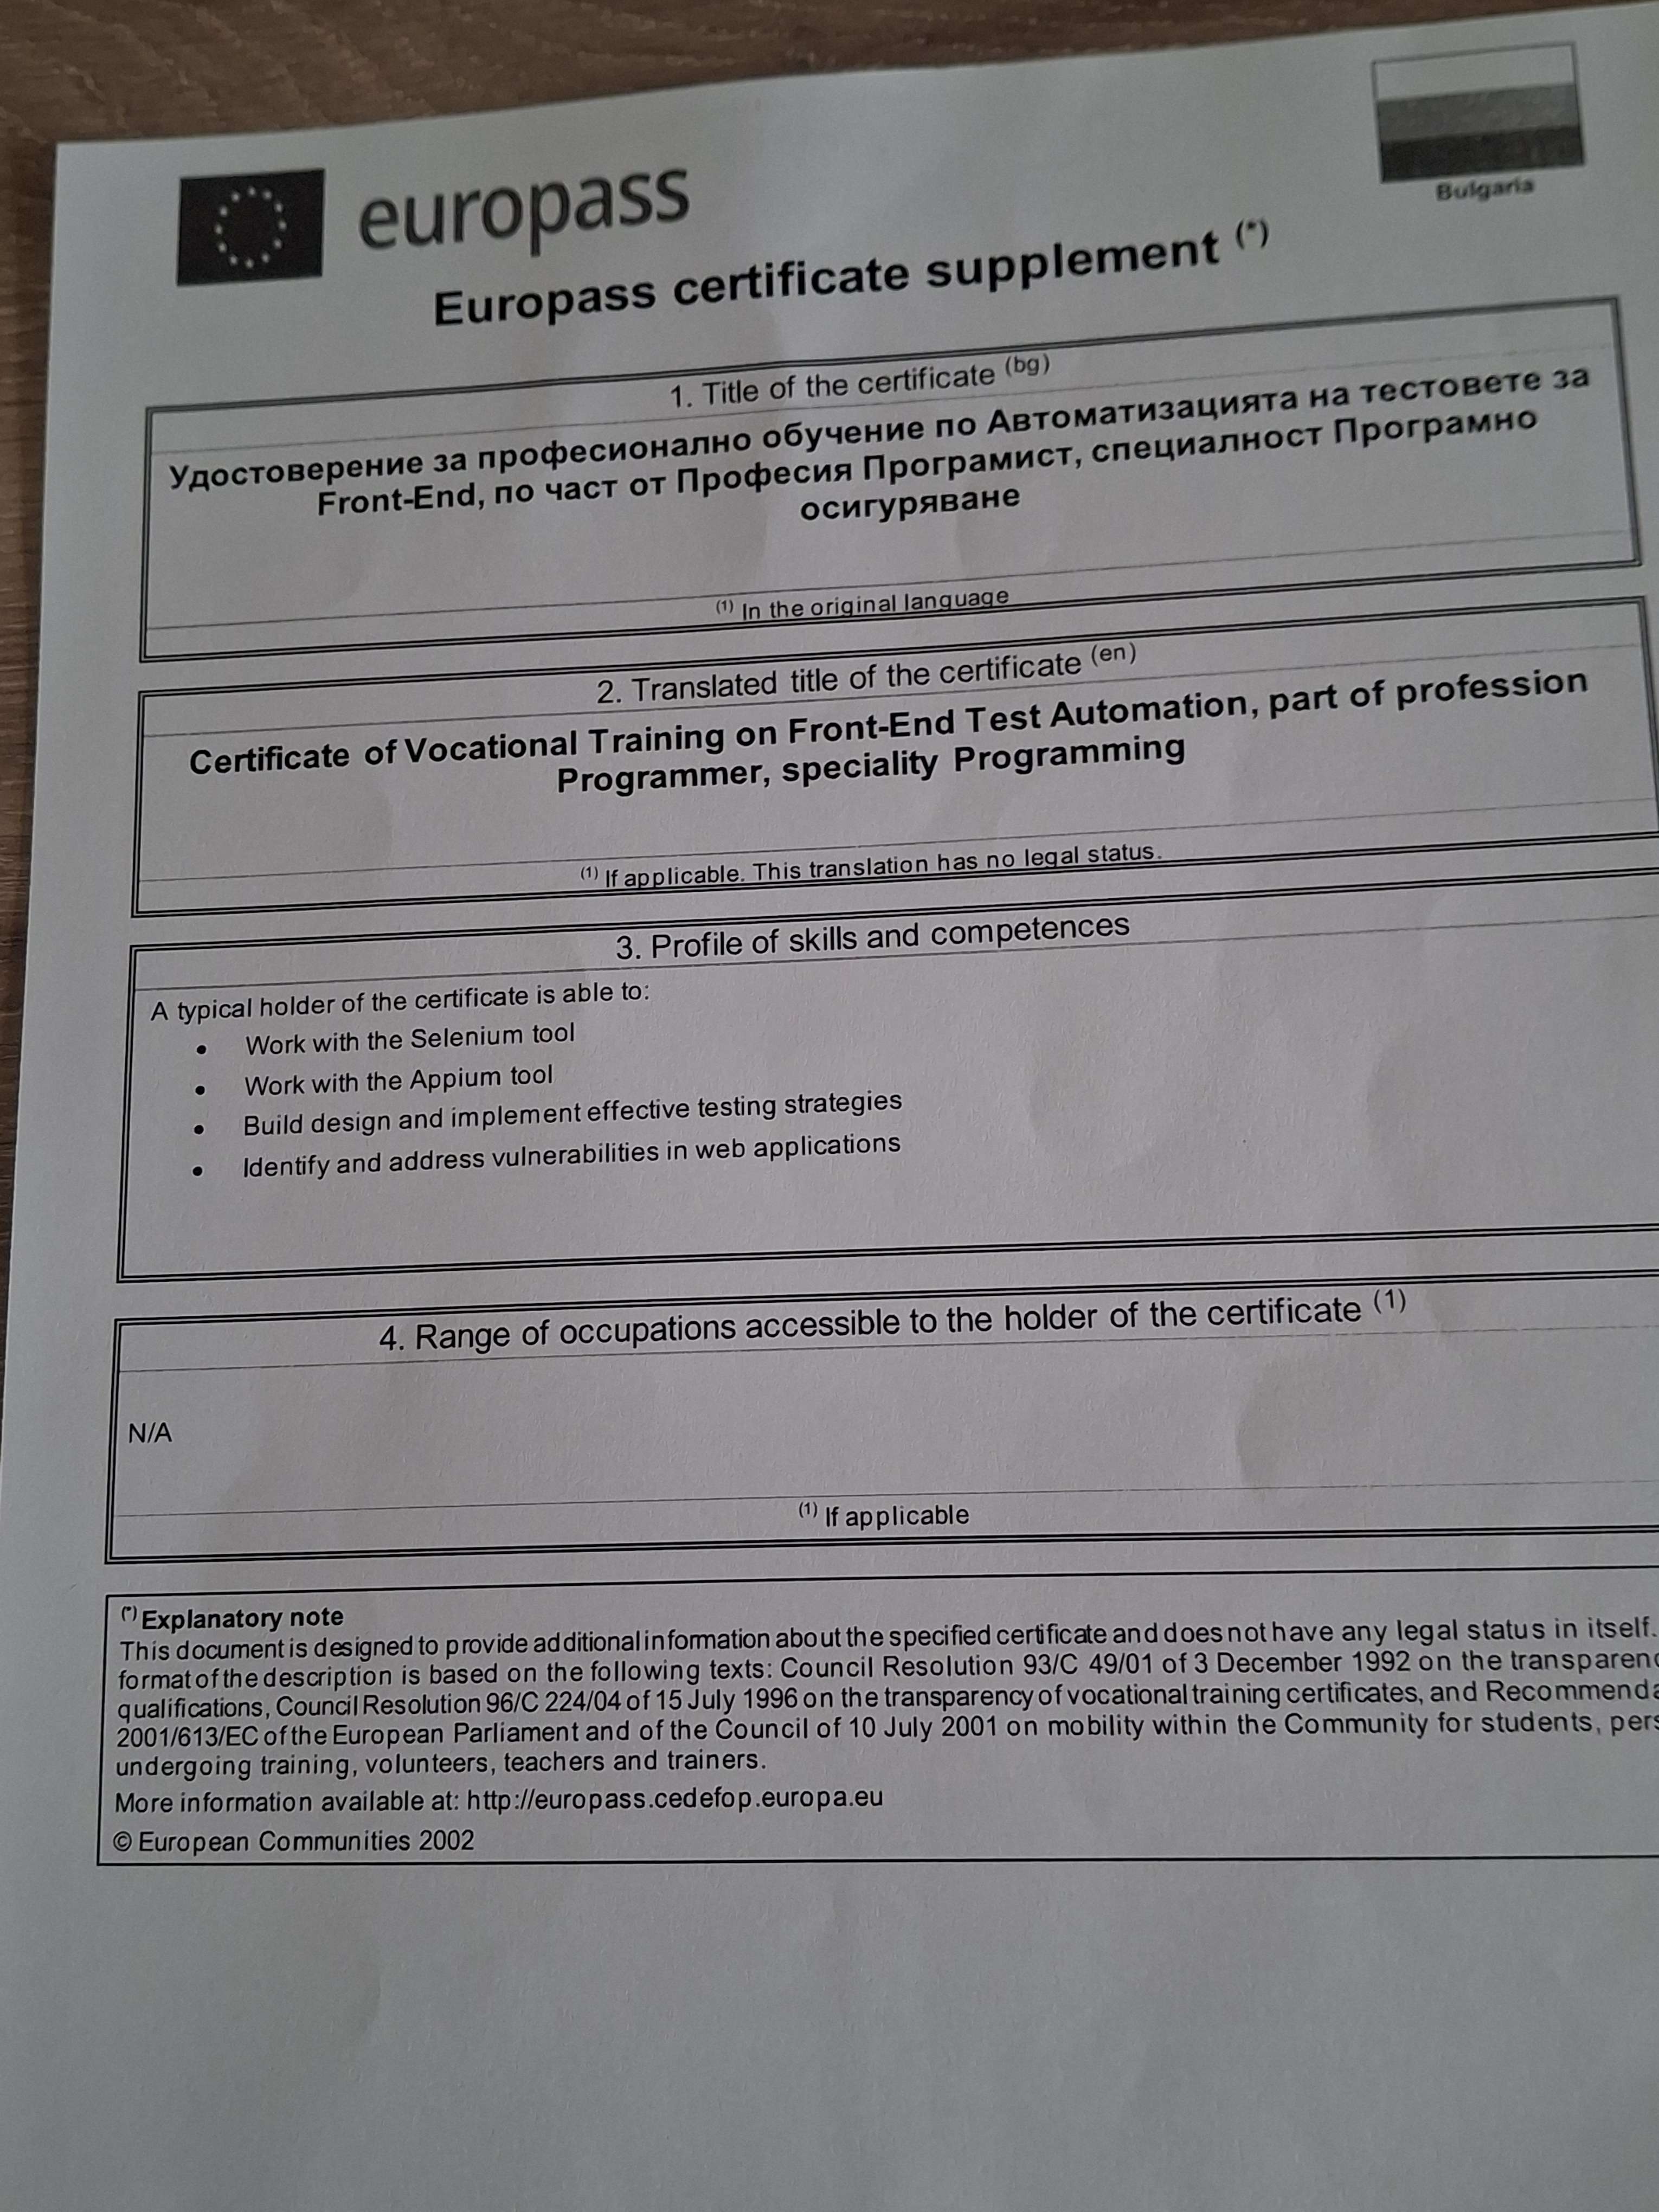 europass
Bulgaria
Europass certificate supplement (*)
1. Title of the certificate (bg)
Удостоверение за професионално обучение по Автоматизацията на тестовете за
Front-End, по част от Професия Програмист, специалност Програмно
осигуряване
(1) In the original language
2. Translated title of the certificate (en)
Certificate of Vocational Training on Front-End Test Automation, part of profession
Programmer, speciality Programming
(1) If applicable. This translation has no legal status.
3. Profile of skills and competences
A typical holder of the certificate is able to:
• Work with the Selenium tool
• Work with the Appium tool
• Build design and implement effective testing strategies
• Identify and address vulnerabilities in web applications
4. Range of occupations accessible to the holder of the certificate (1)
N/A
(1) If applicable
(*) Explanatory note
This document is designed to provide additional information about the specified certificate and does not have any legal status in itself.
format of the description is based on the following texts: Council Resolution 93/C 49/01 of 3 December 1992 on the
qualifications, Council Resolution 96/C 224/04 of 15 July 1996 on the transparency of vocational training certificates, and
2001/613/EC of the European Parliament and of the Council of 10 July 2001 on mobility within the Community for students,
undergoing training, volunteers, teachers and trainers.
More information available at: http://europass.cedefop.europa.eu
© European Communities 2002